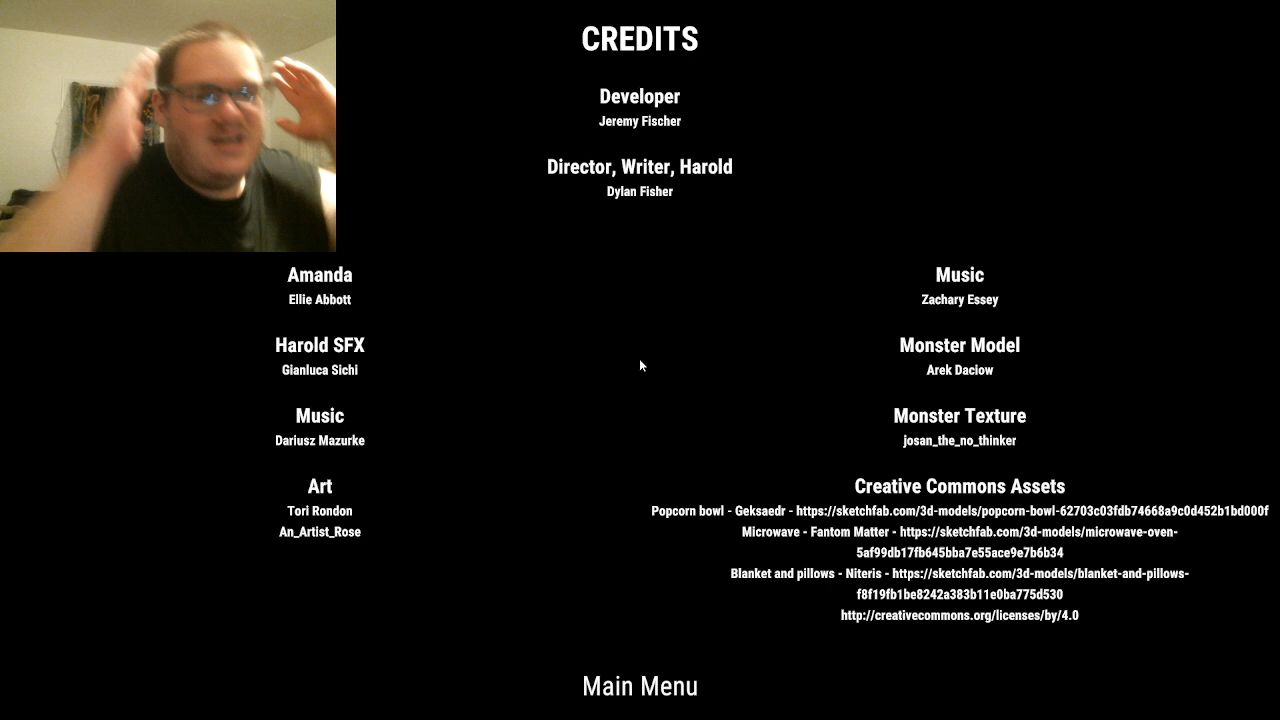 CREDITS
Developer
Jeremy Fischer
Director, Writer, Harold
Dylan Fisher
Amanda
Ellie Abbott
Harold SFX
Gianluca Sichi
Music
Dariusz Mazurke
Art
Tori Rondon
An_Artist_Rose
Music
Zachary Essey
Monster Model
Arek Daciow
Monster Texture
josan_the_no_thinker
Creative Commons Assets
Popcorn bowl - Geksaedr - https://sketchfab.com/3d-models/popcorn-bowl-62703c03fdb74668a9c0d452b1bd000f
Microwave - Fantom Matter - https://sketchfab.com/3d-models/microwave-oven-
5af99db17fb645bba7e55ace9e7b6b34
Blanket and pillows - Niteris - https://sketchfab.com/3d-models/blanket-and-pillows-
f8f19fb1be8242a383b11e0ba775d530
http://creativecommons.org/licenses/by/4.0
Main Menu